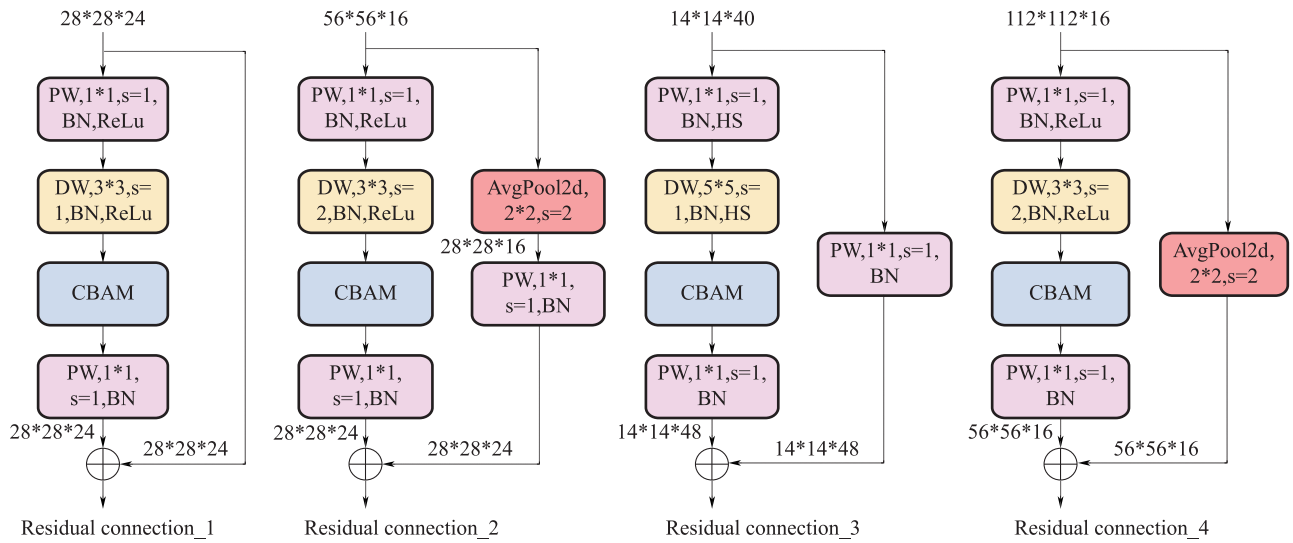 28*28*24
PW,1*1,s=1,
BN,ReLu
DW,3*3,s=
1,BN,ReLu
CBAM
PW,1*1,
s=1,BN
28*28*24
28*28*24
Residual connection_1
56*56*16
PW,1*1,s=1,
BN,ReLu
DW,3*3,s=
2,BN,ReLu
CBAM
PW,1*1,
s=1,BN
28*28*24
AvgPool2d,
2*2,s=2
28*28*16
PW,1*1,
s=1,BN
28*28*24
Residual connection_2
14*14*40
PW,1*1,s=1,
BN,HS
DW,5*5,s=
1,BN,HS
CBAM
PW,1*1,s=1,
BN
14*14*48
PW,1*1,s=1,
BN
14*14*48
Residual connection_3
112*112*16
PW,1*1,s=1,
BN,ReLu
DW,3*3,s=
2,BN,ReLu
CBAM
PW,1*1,s=1,
BN
56*56*16
AvgPool2d,
2*2,s=2
56*56*16
Residual connection_4